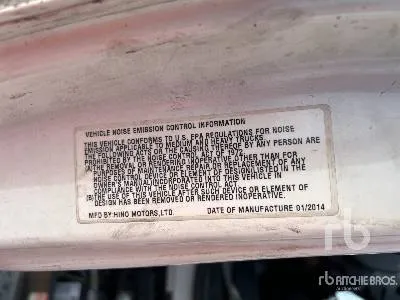 VEHICLE NOISE EMISSION CONTROL INFORMATION
THIS VEHICLE CONFORMS TO U.S. EPA REGULATIONS FOR NOISE
EMISSION APPLICABLE TO MEDIUM AND HEAVY TRUCKS.
THE FOLLOWING ACTS OR THE CAUSING THEREOF BY ANY PERSON ARE
PROHIBITED BY THE NOISE CONTROL ACT OF 1972.
(A) THE REMOVAL OR RENDERING INOPERATIVE, OTHER THAN FOR
PURPOSES OF MAINTENANCE, REPAIR, OR REPLACEMENT OF ANY
NOISE CONTROL DEVICE OR ELEMENT OF DESIGN (LISTED IN THE
OWNER'S MANUAL) INCORPORATED INTO THIS VEHICLE IN
COMPLIANCE WITH THE NOISE CONTROL ACT.
(B) THE USE OF THIS VEHICLE AFTER SUCH DEVICE OR ELEMENT OF
DESIGN HAS BEEN REMOVED OR RENDERED INOPERATIVE.
MFD BY: HINO MOTORS, LTD. DATE OF MANUFACTURE 01/2014
rb
rb RITCHIE BROS.